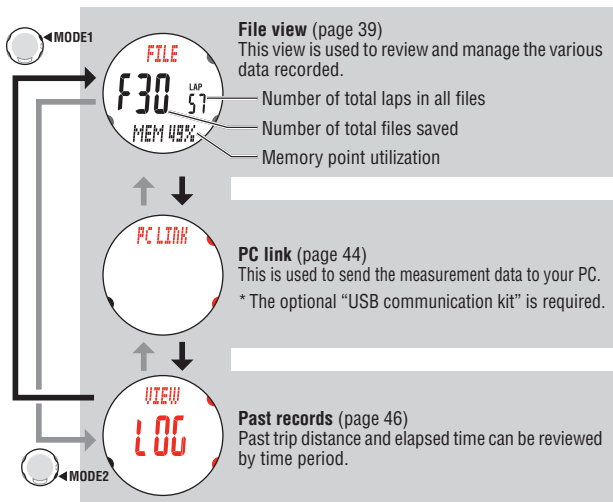 MODE1
File view (page 39)
This view is used to review and manage the various
data recorded.
FILE
F30
LAP
57
MEM 49%
Number of total laps in all files
Number of total files saved
Memory point utilization
PC LINK
PC link (page 44)
This is used to send the measurement data to your PC.
* The optional “USB communication kit” is required.
VIEW
LOG
Past records (page 46)
Past trip distance and elapsed time can be reviewed
by time period.
MODE2